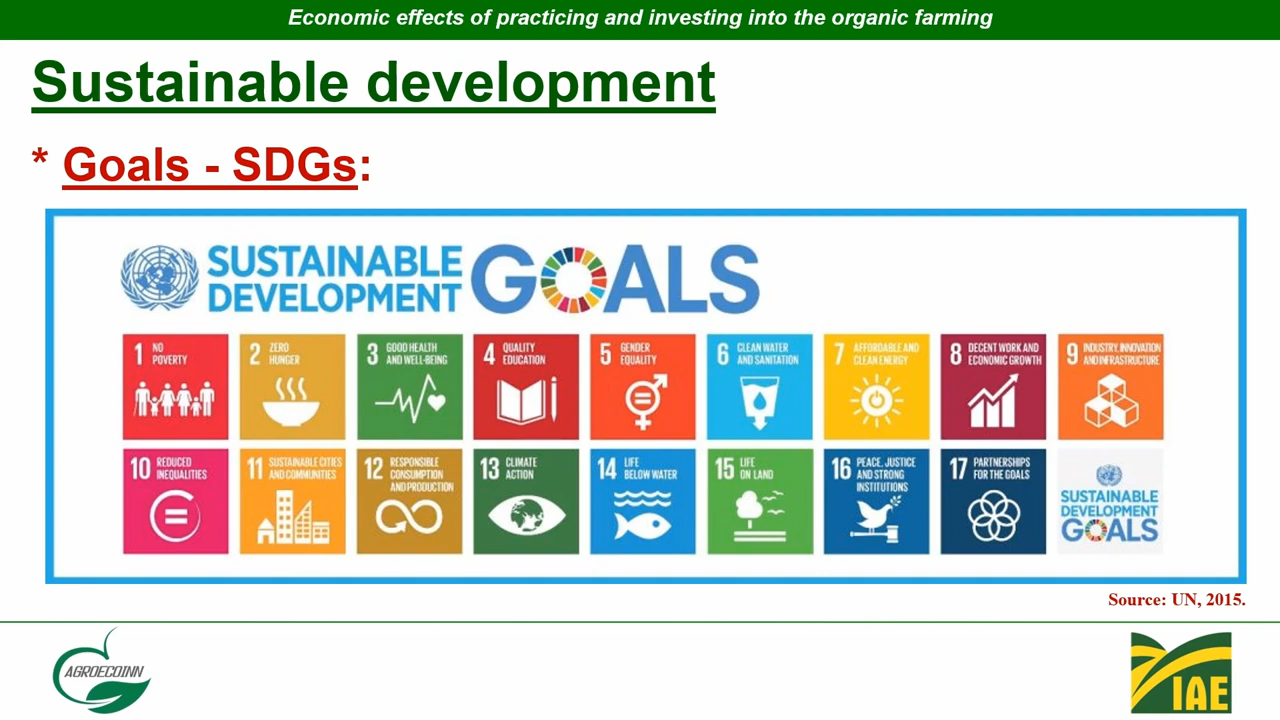 Economic effects of practicing and investing into the organic farming
Sustainable development
* Goals - SDGs:
SUSTAINABLE
DEVELOPMENT
GOALS
1 NO
POVERTY
2 ZERO
HUNGER
3 GOOD HEALTH
AND WELL-BEING
4 QUALITY
EDUCATION
5 GENDER
EQUALITY
6 CLEAN WATER
AND SANITATION
7 AFFORDABLE AND
CLEAN ENERGY
8 DECENT WORK AND
ECONOMIC GROWTH
9 INDUSTRY, INNOVATION
AND INFRASTRUCTURE
10 REDUCED
INEQUALITIES
11 SUSTAINABLE CITIES
AND COMMUNITIES
12 RESPONSIBLE
CONSUMPTION
AND PRODUCTION
13 CLIMATE
ACTION
14 LIFE
BELOW WATER
15 LIFE
ON LAND
16 PEACE, JUSTICE
AND STRONG
INSTITUTIONS
17 PARTNERSHIPS
FOR THE GOALS
SUSTAINABLE
DEVELOPMENT
GOALS
Source: UN, 2015.
AGROECOINN
IAE